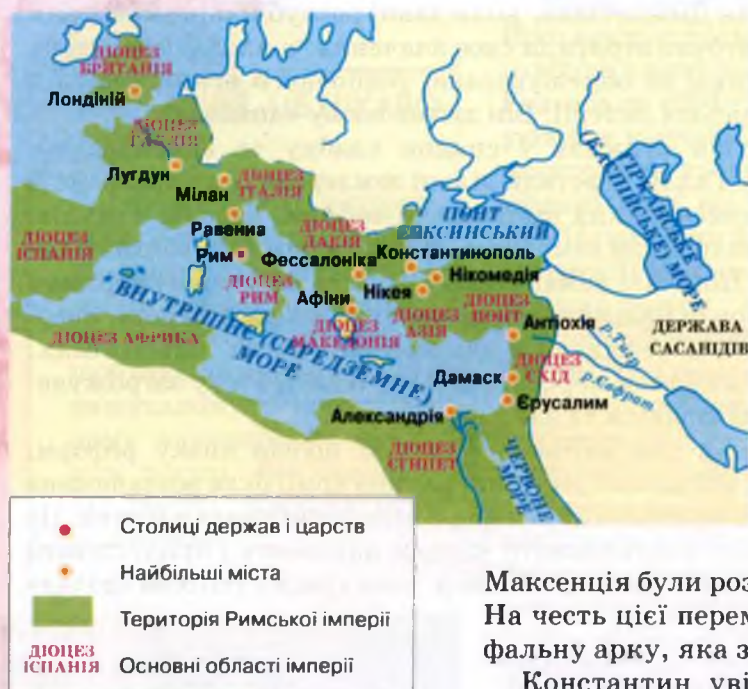 ДІОЦЕЗ
БРИТАНІЯ
Лондіній
ДІОЦЕЗ
ГАЛЛІЯ
Лугдун
Мілан
ДІОЦЕЗ
ІТАЛІЯ
Равенна
ДІОЦЕЗ
ІСПАНІЯ
Рим
ДІОЦЕЗ
РИМ
ДІОЦЕЗ
ДАКІЯ
Фессалоніка
Афіни
ДІОЦЕЗ
МАКЕДОНІЯ
ПОНТ
ЕВКСИНСЬКИЙ
Константинополь
Нікомедія
Нікея
ДІОЦЕЗ
АЗІЯ
ДІОЦЕЗ
ПОНТ
ГІРКАНСЬКЕ
(КАСПІЙСЬКЕ) МОРЕ
Антіохія
р.Тигр
ДЕРЖАВА
САСАНІДІВ
р.Євфрат
ДІОЦЕЗ
СХІД
Дамаск
Єрусалим
Александрія
ДІОЦЕЗ АФРИКА
ВНУТРІШНЄ (СЕРЕДЗЕМНЕ)
МОРЕ
ДІОЦЕЗ
ЄГИПЕТ
ЧЕРВОНЕ
МОРЕ
Столиці держав і царств
Найбільші міста
Територія Римської імперії
ДІОЦЕЗ
ІСПАНІЯ
Основні області імперії
Максенція були роз
На честь цієї перем
фальну арку, яка з
Константин уві